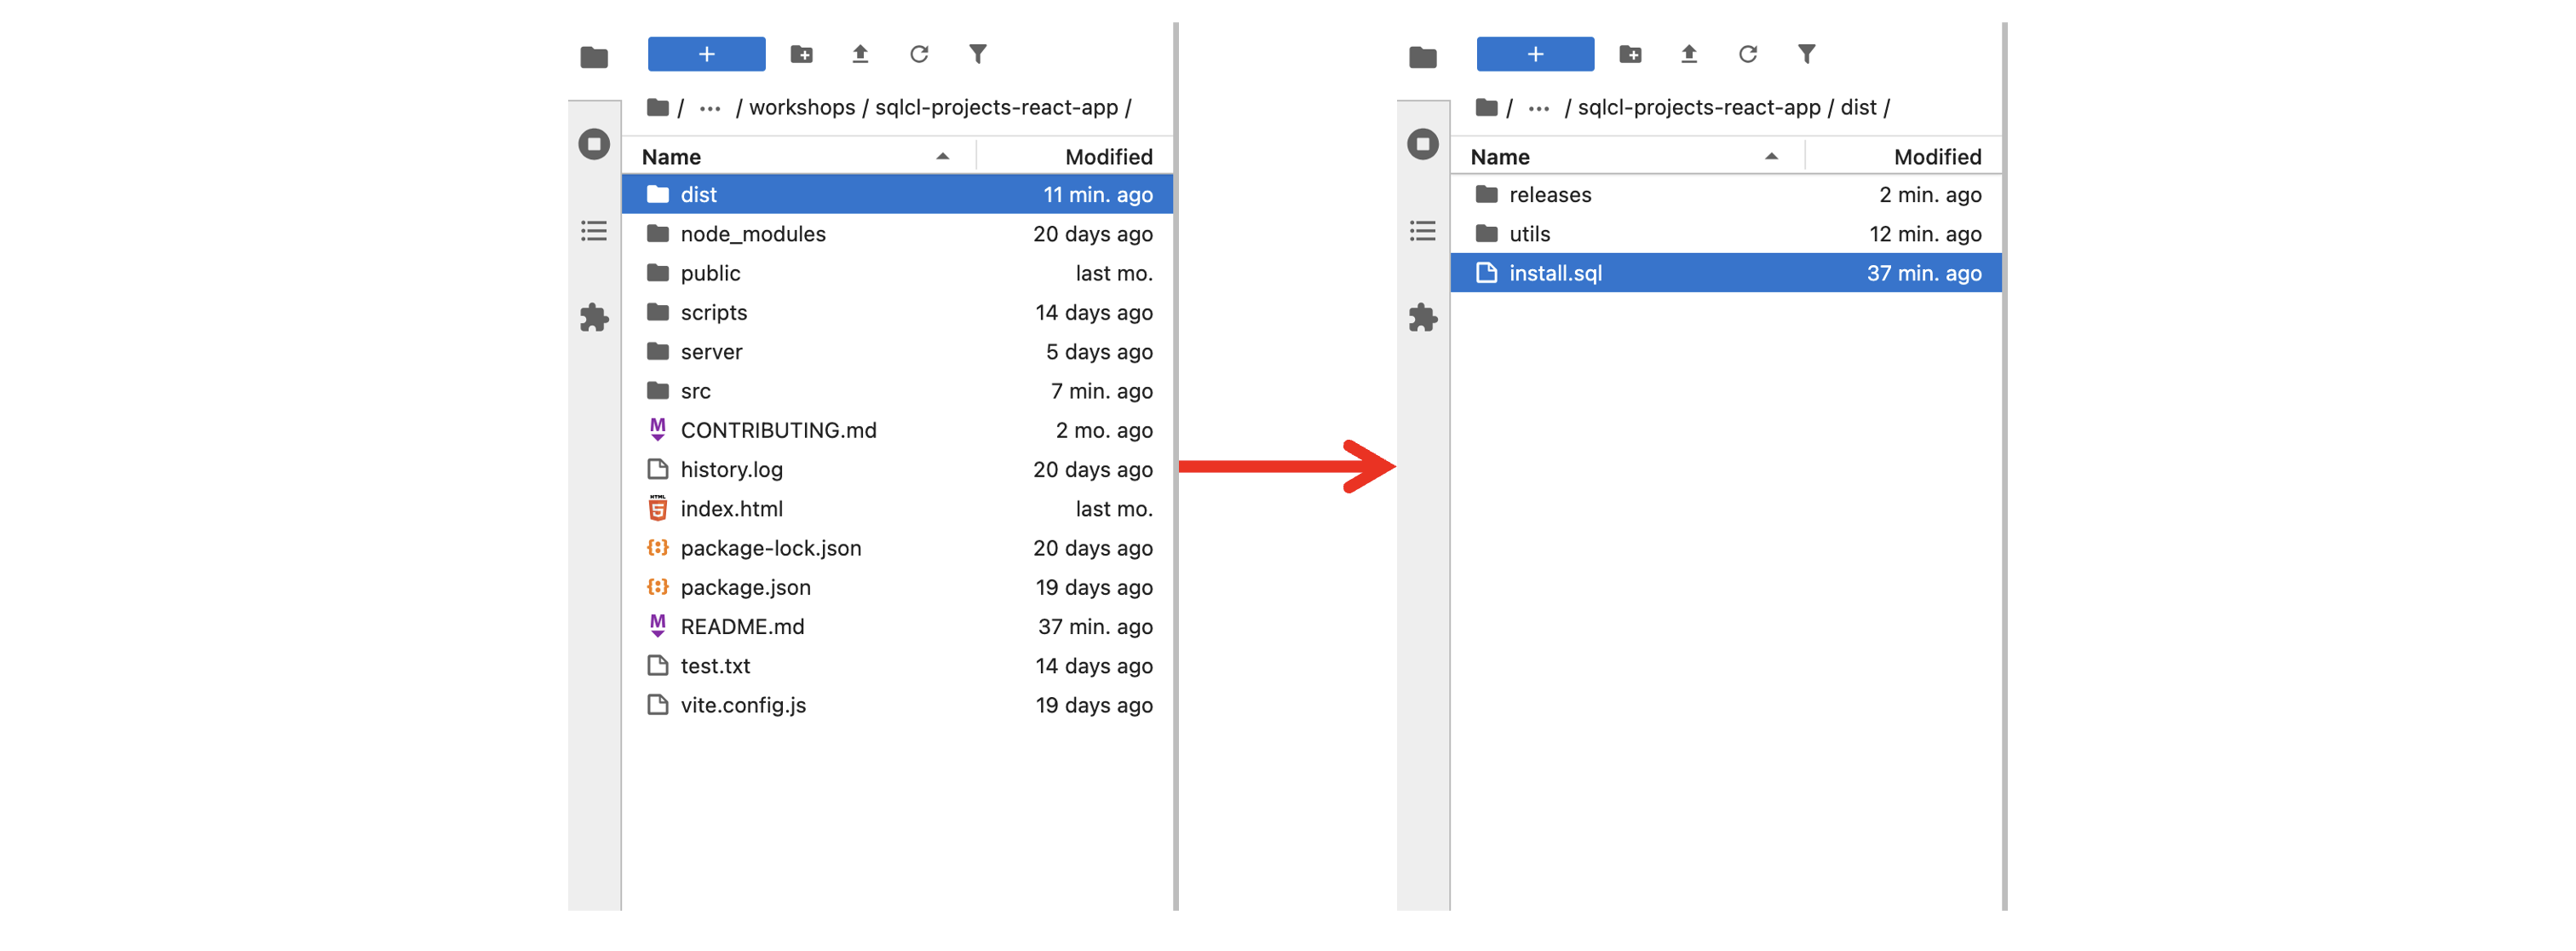 +
/ ··· / workshops / sqlcl-projects-react-app /
Name Modified
dist 11 min. ago
node_modules 20 days ago
public last mo.
scripts 14 days ago
server 5 days ago
src 7 min. ago
M CONTRIBUTING.md 2 mo. ago
history.log 20 days ago
HTML 5 index.html last mo.
{:} package-lock.json 20 days ago
{:} package.json 19 days ago
M README.md 37 min. ago
test.txt 14 days ago
vite.config.js 19 days ago
+
/ ··· / sqlcl-projects-react-app / dist /
Name Modified
releases 2 min. ago
utils 12 min. ago
install.sql 37 min. ago